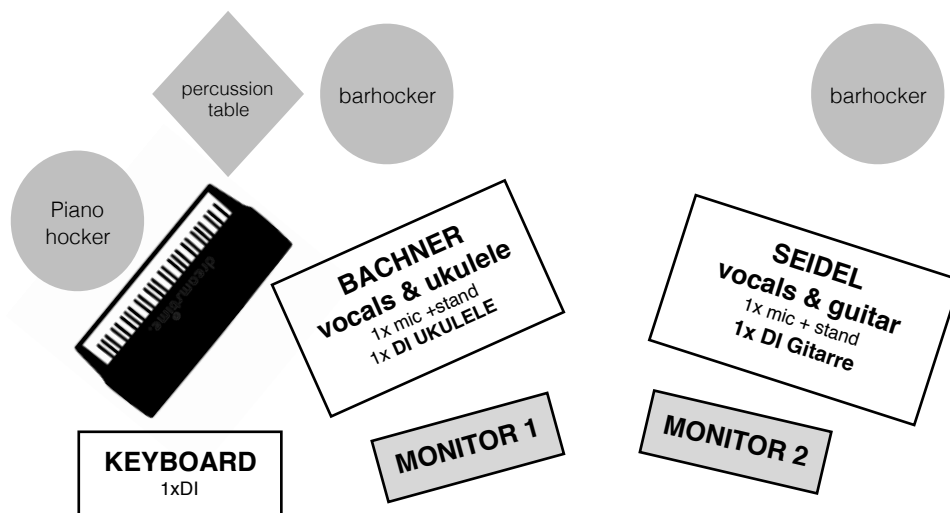 percussion
table
barhocker
barhocker
Piano
hocker
dreamstime.
BACHNER
vocals & ukulele
1x mic +stand
1x DI UKULELE
SEIDEL
vocals & guitar
1x mic + stand
1x DI Gitarre
MONITOR 1
MONITOR 2
KEYBOARD
1xDI